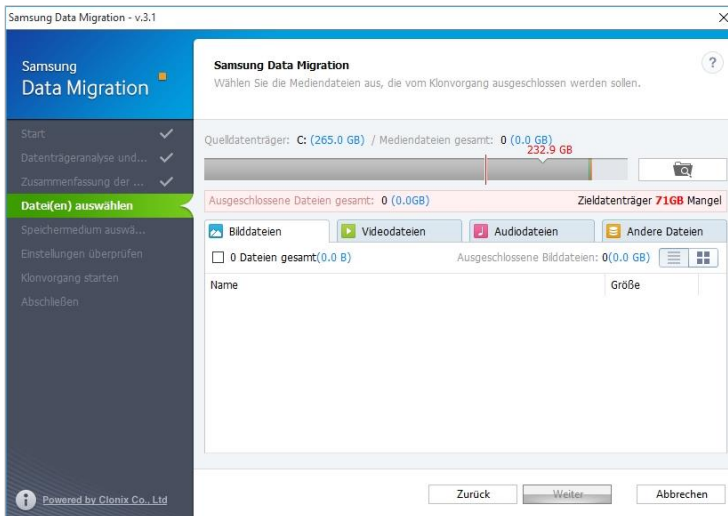 Samsung Data Migration - v.3.1
Samsung
Data Migration
Start
Datenträgeranalyse und...
Zusammenfassung der ...
Datei(en) auswählen
Speichermedium auswä...
Einstellungen überprüfen
Klonvorgang starten
Abschließen
Powered by Clonix Co., Ltd
Samsung Data Migration
?
Wählen Sie die Mediendateien aus, die vom Klonvorgang ausgeschlossen werden sollen.
Quelldatenträger: C: (265.0 GB) / Mediendateien gesamt: 0 (0.0 GB)
232.9 GB
Ausgeschlossene Dateien gesamt: 0 (0.0GB) Zieldatenträger 71GB Mangel
Bilddateien Videodateien Audiodateien Andere Dateien
0 Dateien gesamt(0.0 B) Ausgeschlossene Bilddateien: 0(0.0 GB)
Name Größe
Zurück Weiter Abbrechen